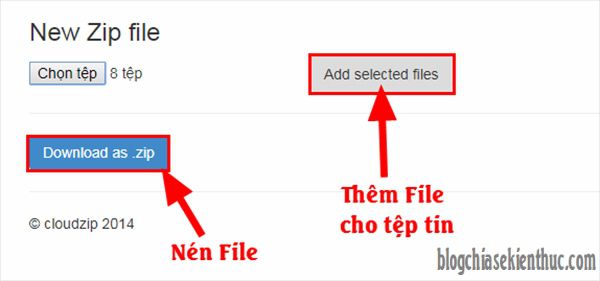 New Zip file
Chọn tệp 8 tệp
Add selected files
Download as .zip
Thêm File
cho tệp tin
© cloudzip 2014
Nén File
blogchiasekienthuc.com